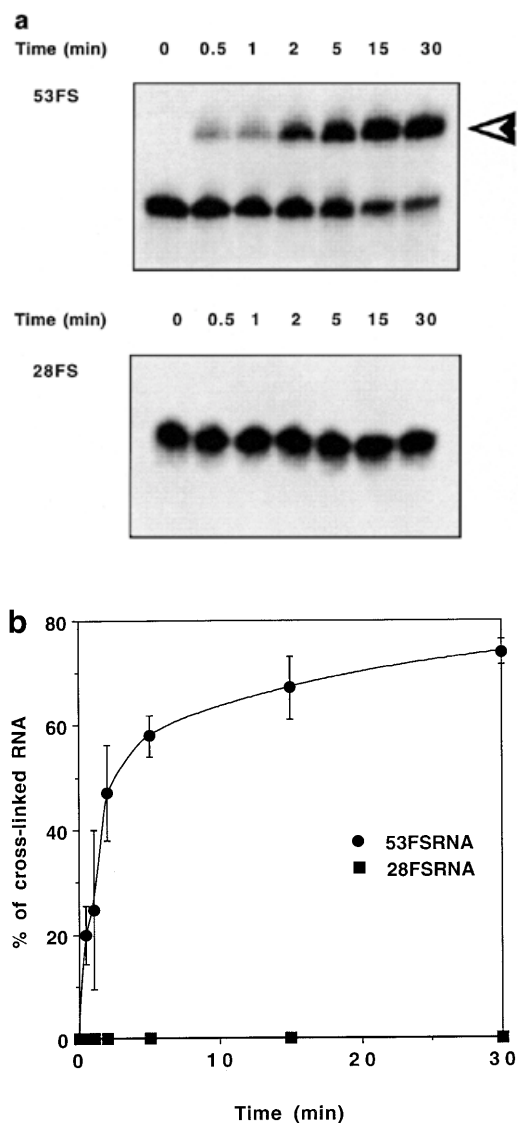 a
Time (min) 0 0.5 1 2 5 15 30
53FS
Time (min) 0 0.5 1 2 5 15 30
28FS
b
80
60
40
20
0
% of cross-linked RNA
53FSRNA
28FSRNA
0 10 20 30
Time (min)